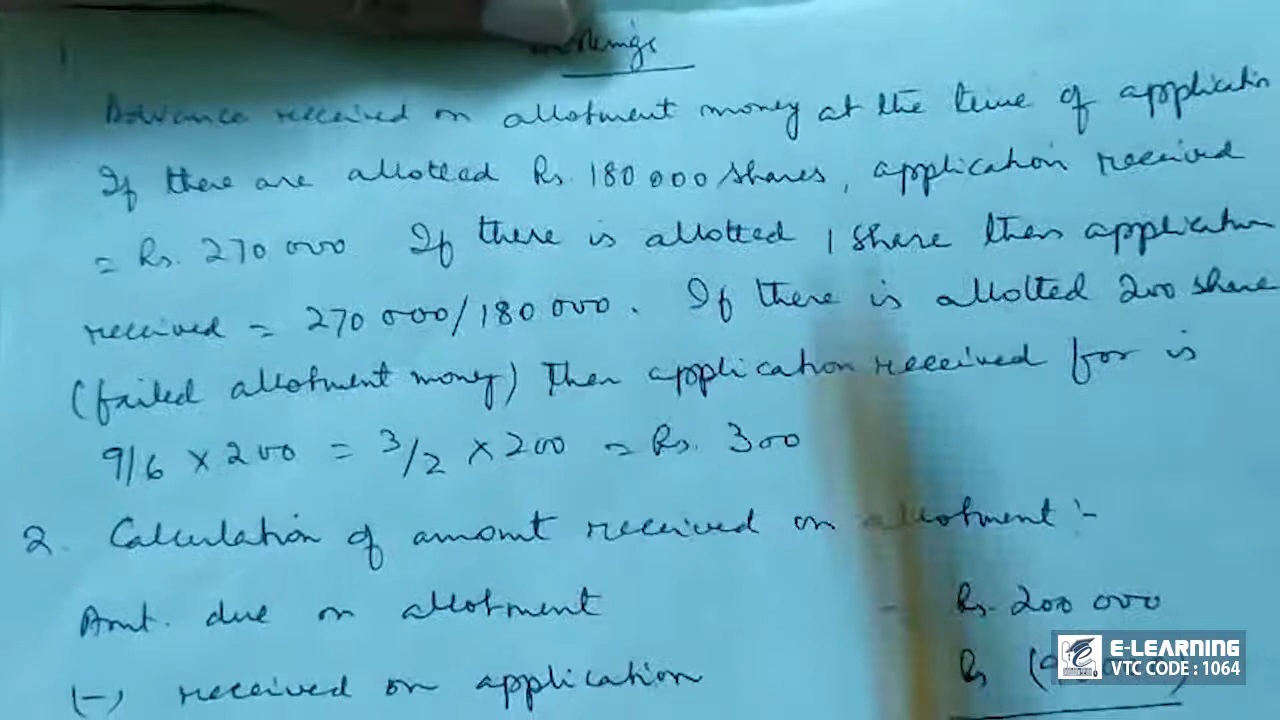 1
Advance received on allotment money at the time of applicatin
If there are allotted Rs. 180 000 shares, application received
= Rs. 270 000 If there is allotted 1 share then application
received = 270 000/180 000. If there is allotted 200 share
(failed allotment money) Then application received for is
9/6 × 200 = 3/2 × 200 = Rs. 300
2. Calculation of amount received on allotment :-
Amt. due on allotment - Rs. 200 000
(-) received on application Rs
E-LEARNING
VTC CODE : 1064